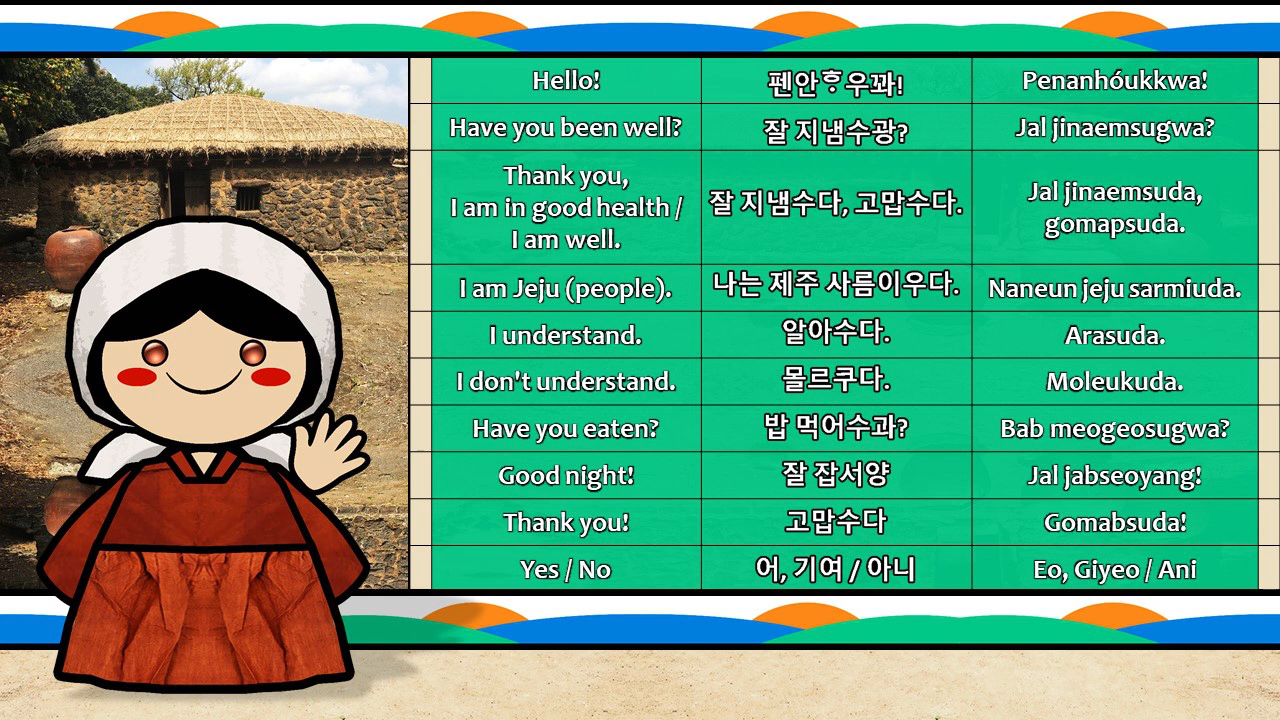 Hello! 펜안ᄒᆞ우꽈! Penanhóukkwa!
Have you been well? 잘 지냄수광? Jal jinaemsugwa?
Thank you,
I am in good health /
I am well.
잘 지냄수다, 고맙수다.
Jal jinaemsuda,
gomapsuda.
I am Jeju (people). 나는 제주 사름이우다. Naneun jeju sarmiuda.
I understand. 알아수다. Arasuda.
I don't understand. 몰르쿠다. Moleukuda.
Have you eaten? 밥 먹어수과? Bab meogeosugwa?
Good night! 잘 잡서양 Jal jabseoyang!
Thank you! 고맙수다 Gomabsuda!
Yes / No 어, 기여 / 아니 Eo, Giyeo / Ani